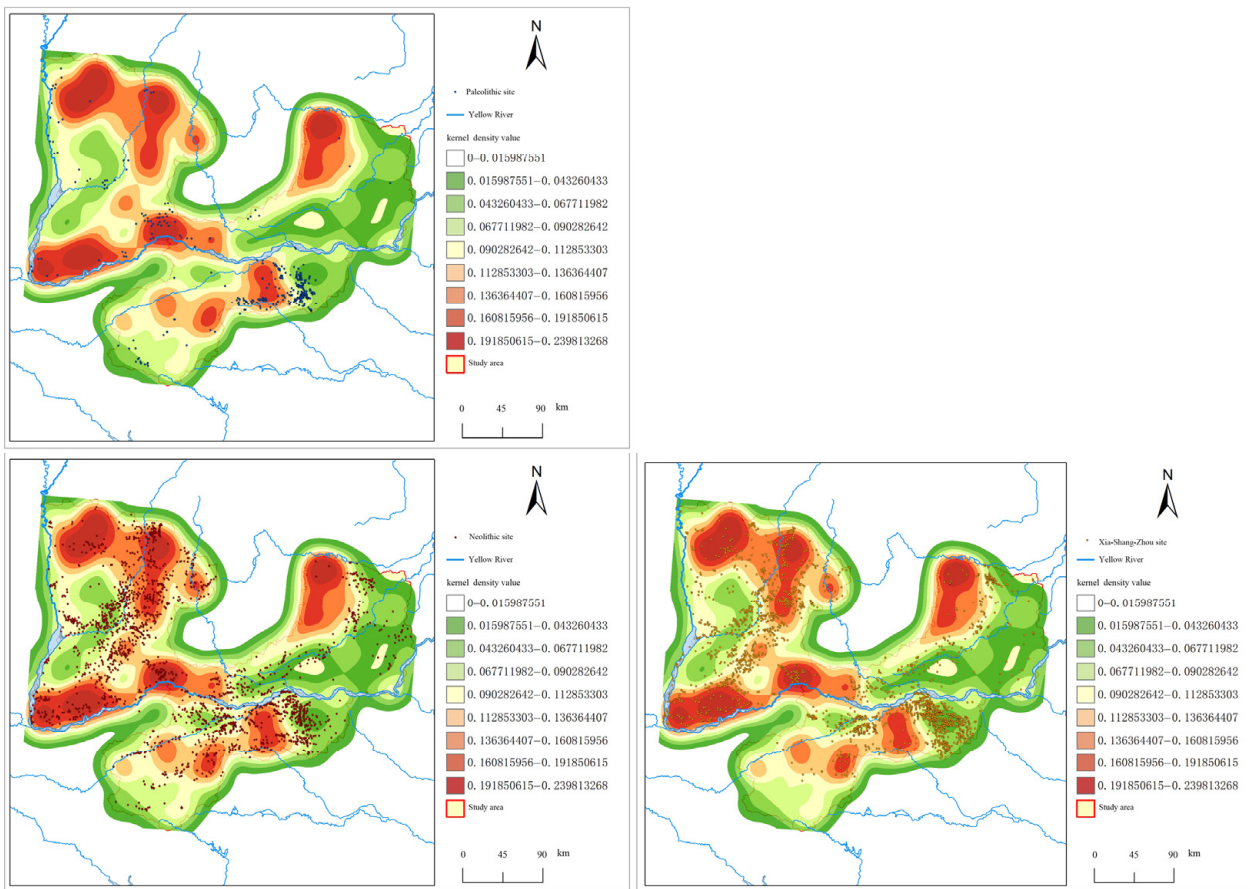 N
Paleolithic site
Yellow River
kernel density value
0-0.015987551
0.015987551-0.043260433
0.043260433-0.067711982
0.067711982-0.090282642
0.090282642-0.112853303
0.112853303-0.136364407
0.136364407-0.160815956
0.160815956-0.191850615
0.191850615-0.239813268
Study area
0 45 90 km
N
Neolithic site
Yellow River
kernel density value
0-0.015987551
0.015987551-0.043260433
0.043260433-0.067711982
0.067711982-0.090282642
0.090282642-0.112853303
0.112853303-0.136364407
0.136364407-0.160815956
0.160815956-0.191850615
0.191850615-0.239813268
Study area
0 45 90 km
N
Xia-Shang-Zhou site
Yellow River
kernel density value
0-0.015987551
0.015987551-0.043260433
0.043260433-0.067711982
0.067711982-0.090282642
0.090282642-0.112853303
0.112853303-0.136364407
0.136364407-0.160815956
0.160815956-0.191850615
0.191850615-0.239813268
Study area
0 45 90 km